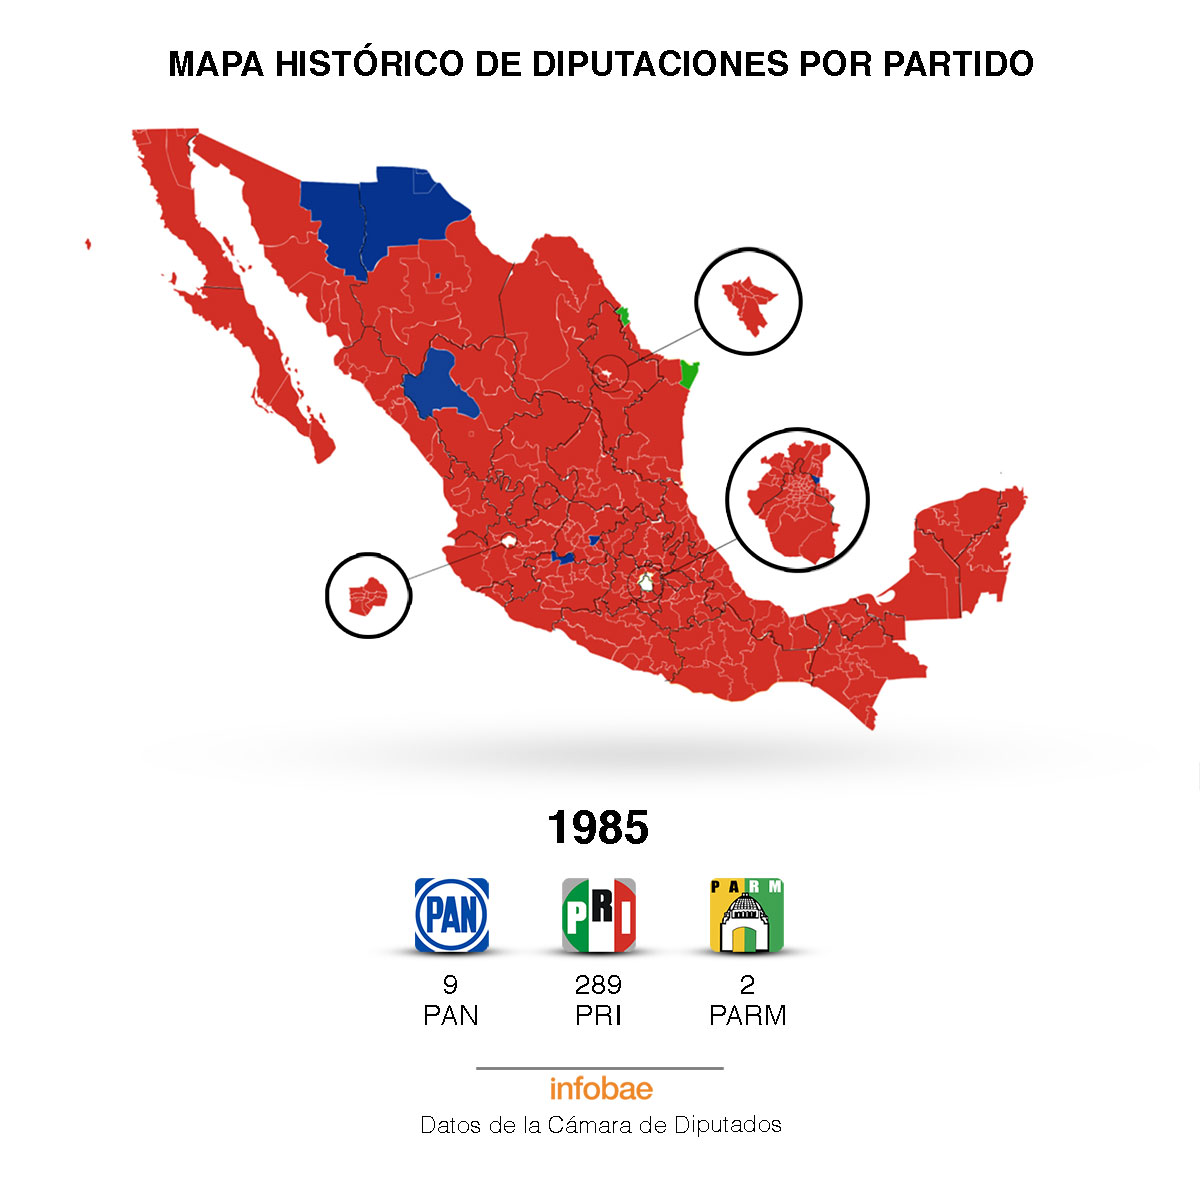 MAPA HISTÓRICO DE DIPUTACIONES POR PARTIDO
1985
PAN
PRI
PARM
9
PAN
289
PRI
2
PARM
infobae
Datos de la Cámara de Diputados